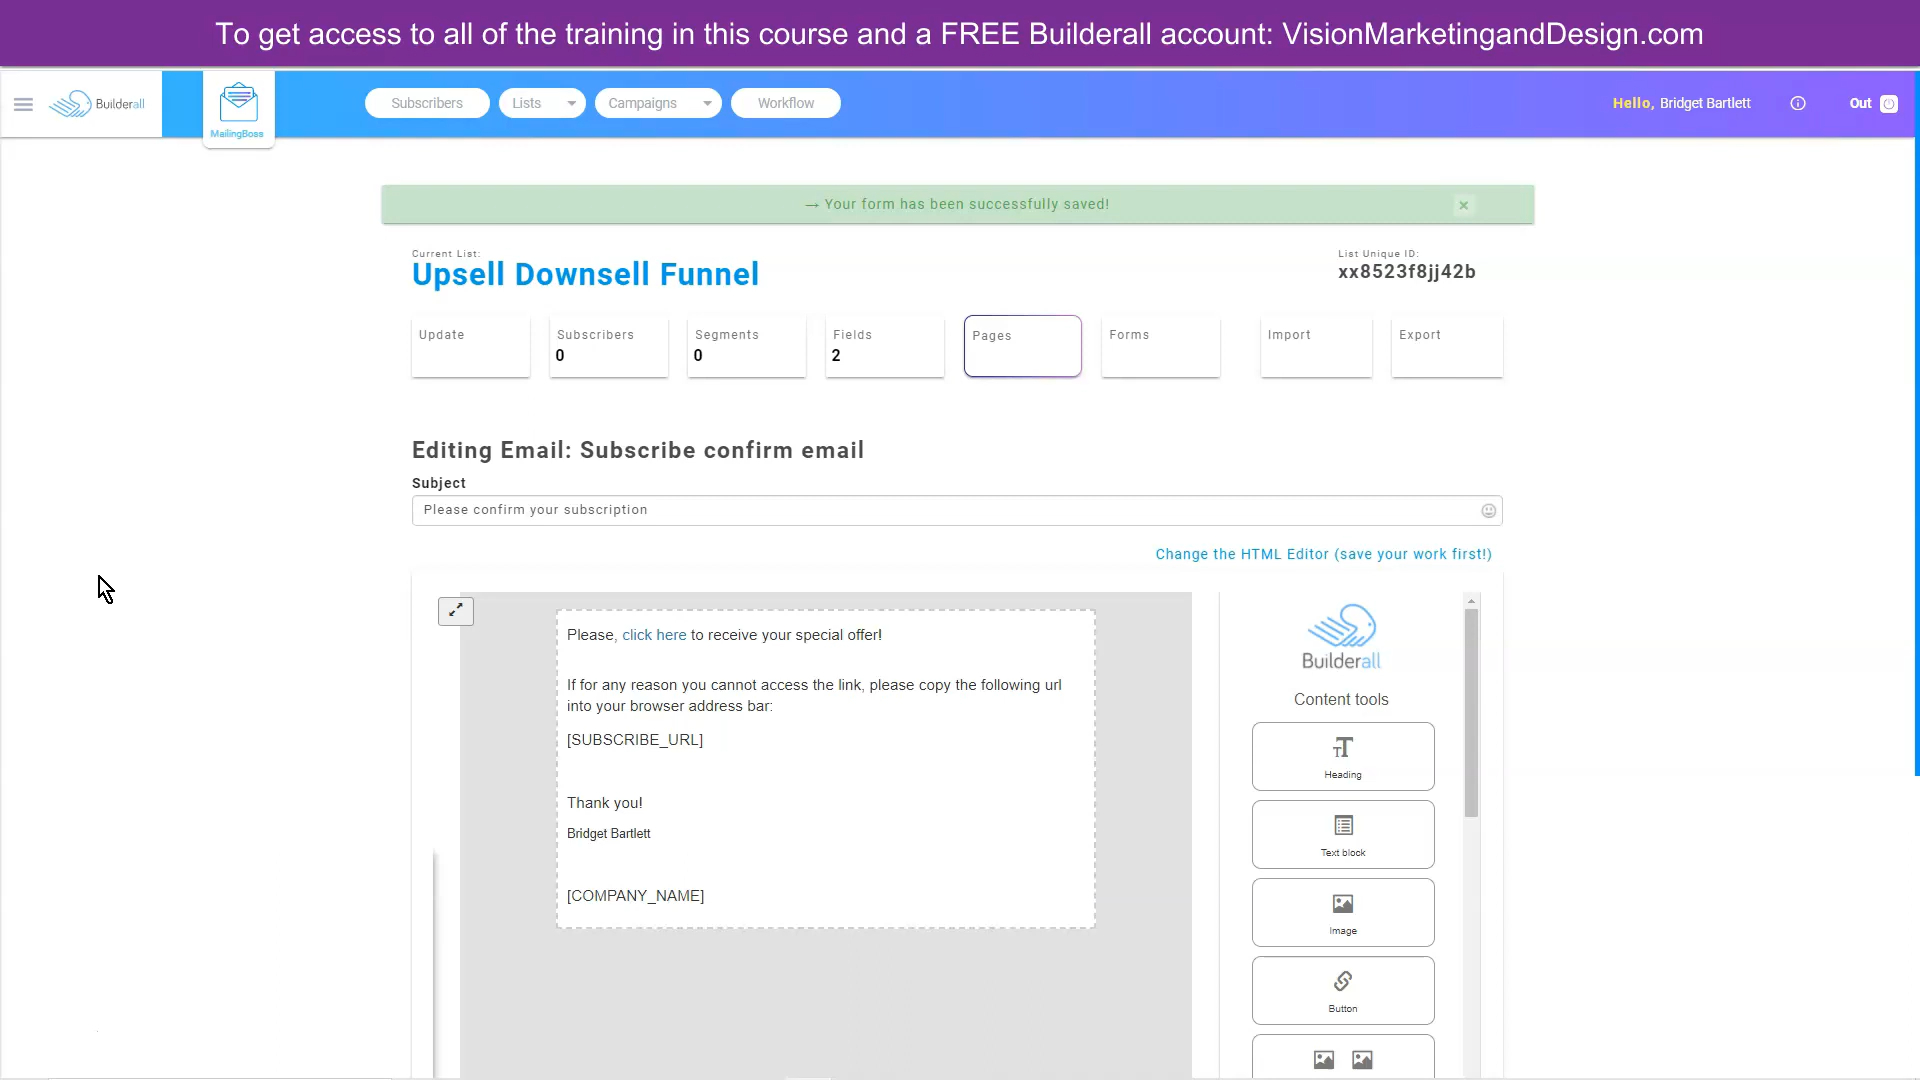 To get access to all of the training in this course and a FREE Builderall account: VisionMarketingandDesign.com
Builderall
MailingBoss
Subscribers
Lists
Campaigns
Workflow
Hello, Bridget Bartlett
Out
→ Your form has been successfully saved!
×
Current List:
Upsell Downsell Funnel
List Unique ID:
xx8523f8jj42b
Update
Subscribers
0
Segments
0
Fields
2
Pages
Forms
Import
Export
Editing Email: Subscribe confirm email
Subject
Please confirm your subscription
Change the HTML Editor (save your work first!)
Please, click here to receive your special offer!
If for any reason you cannot access the link, please copy the following url
into your browser address bar:
[SUBSCRIBE_URL]
Thank you!
Bridget Bartlett
[COMPANY_NAME]
Builderall
Content tools
Heading
Text block
Image
Button